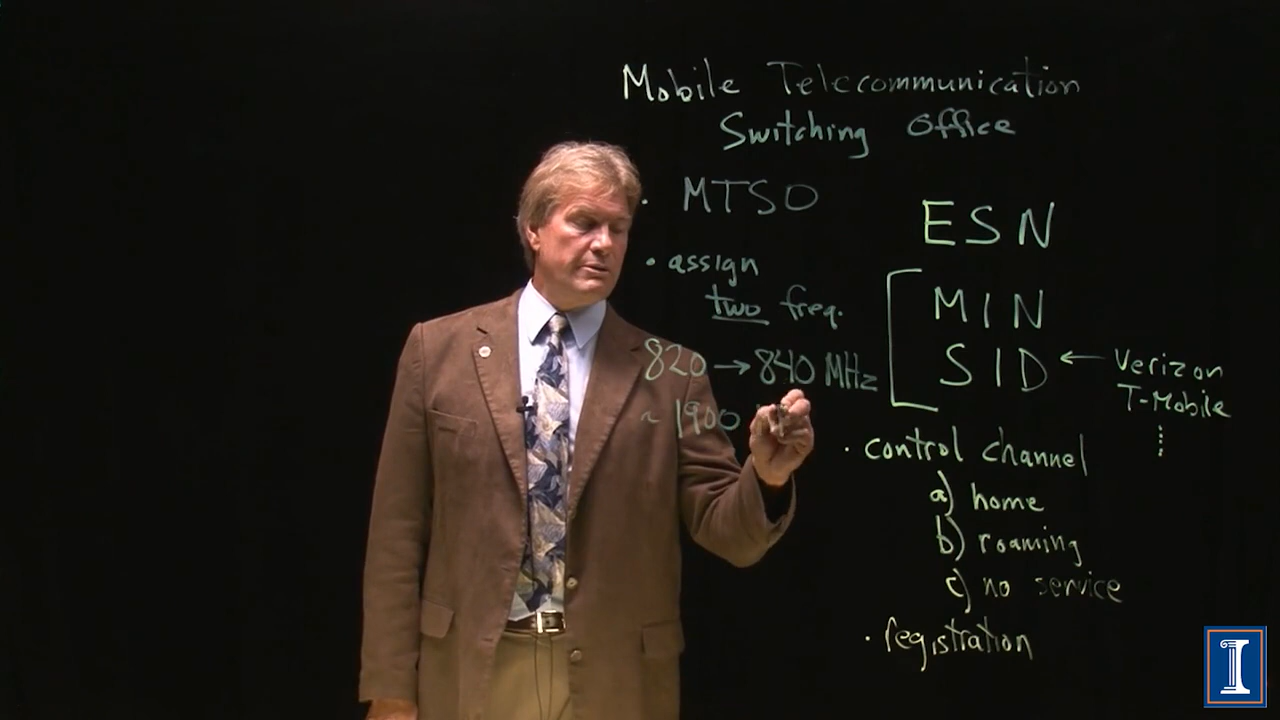 Mobile Telecommunication
Switching Office
• MTSO
• assign
two freq.
820 → 840 MHz
~ 1900
ESN
MIN
SID ← Verizon
T-Mobile
• control channel
a) home
b) roaming
c) no service
• registration
I